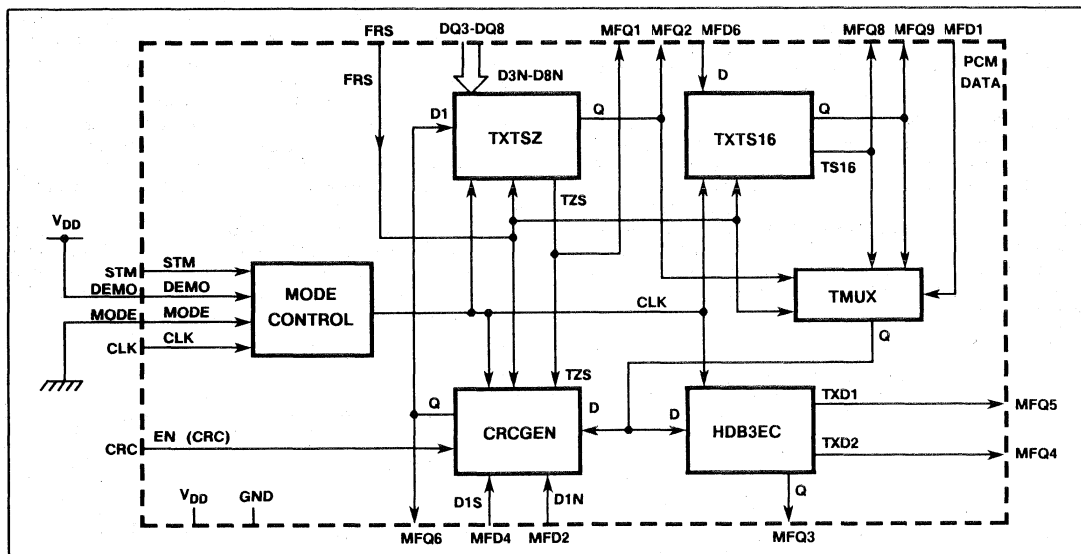 FRS DQ3-DQ8 MFQ1 MFQ2 MFD6 MFQ8 MFQ9 MFD1
FRS D3N-D8N D PCM
DATA
D1 TXTSZ Q TXTS16 Q
TS16
TZS
VDD
STM STM
DEMO DEMO
MODE MODE
CLK CLK
MODE
CONTROL
CLK
TMUX
Q
TZS
Q CRCGEN D D HDB3EC TXD1 MFQ5
CRC EN (CRC) TXD2 MFQ4
VDD GND D1S D1N Q
MFQ6 MFD4 MFD2 MFQ3